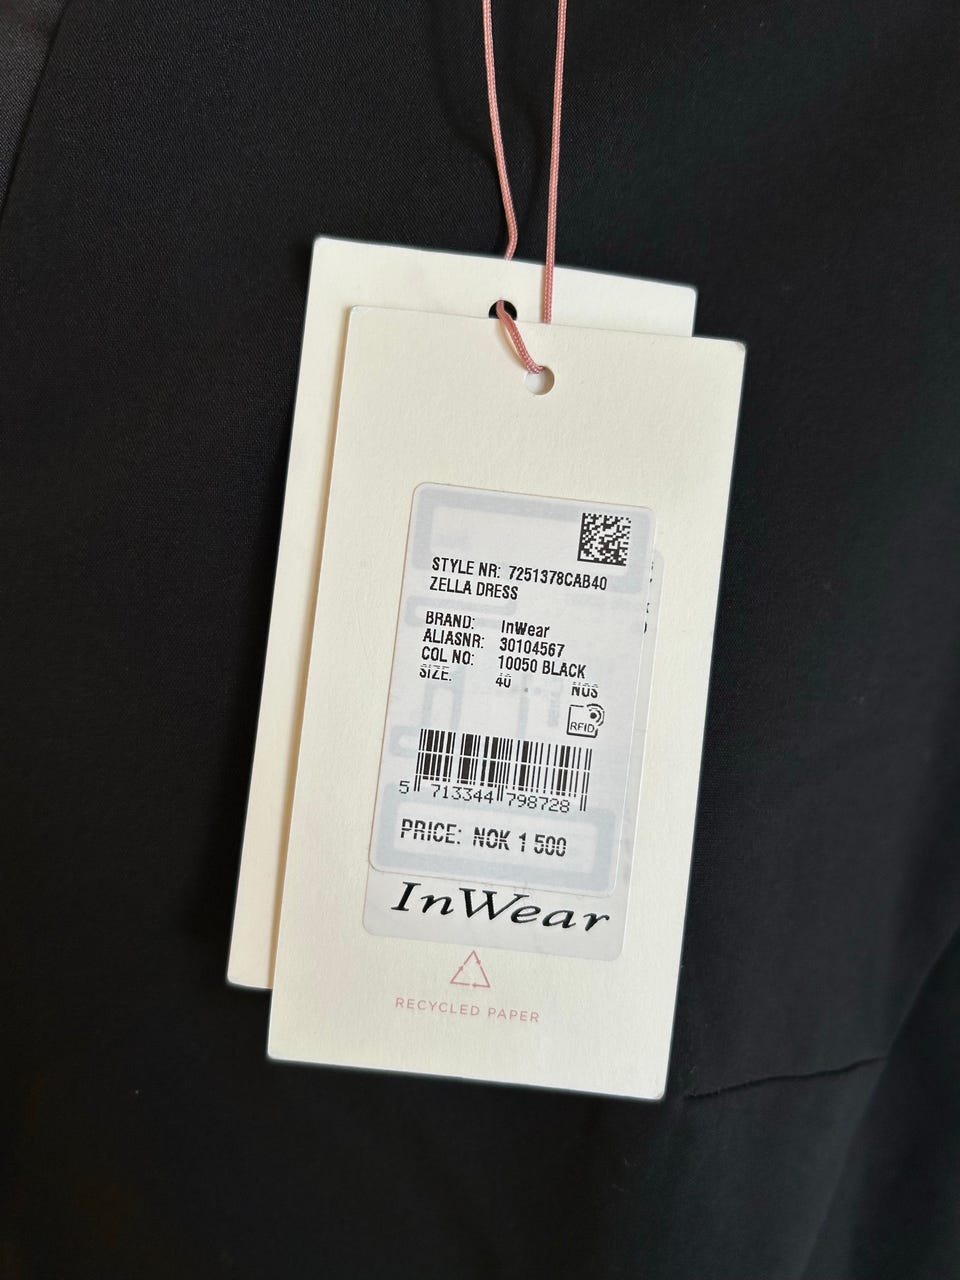 STYLE NR: 7251378CAB40
ZELLA DRESS
BRAND: InWear
ALIASNR: 30104567
COL NO: 10050 BLACK
SIZE: 40 NOS
RFID
5 713344 798728
PRICE: NOK 1 500
InWear
RECYCLED PAPER